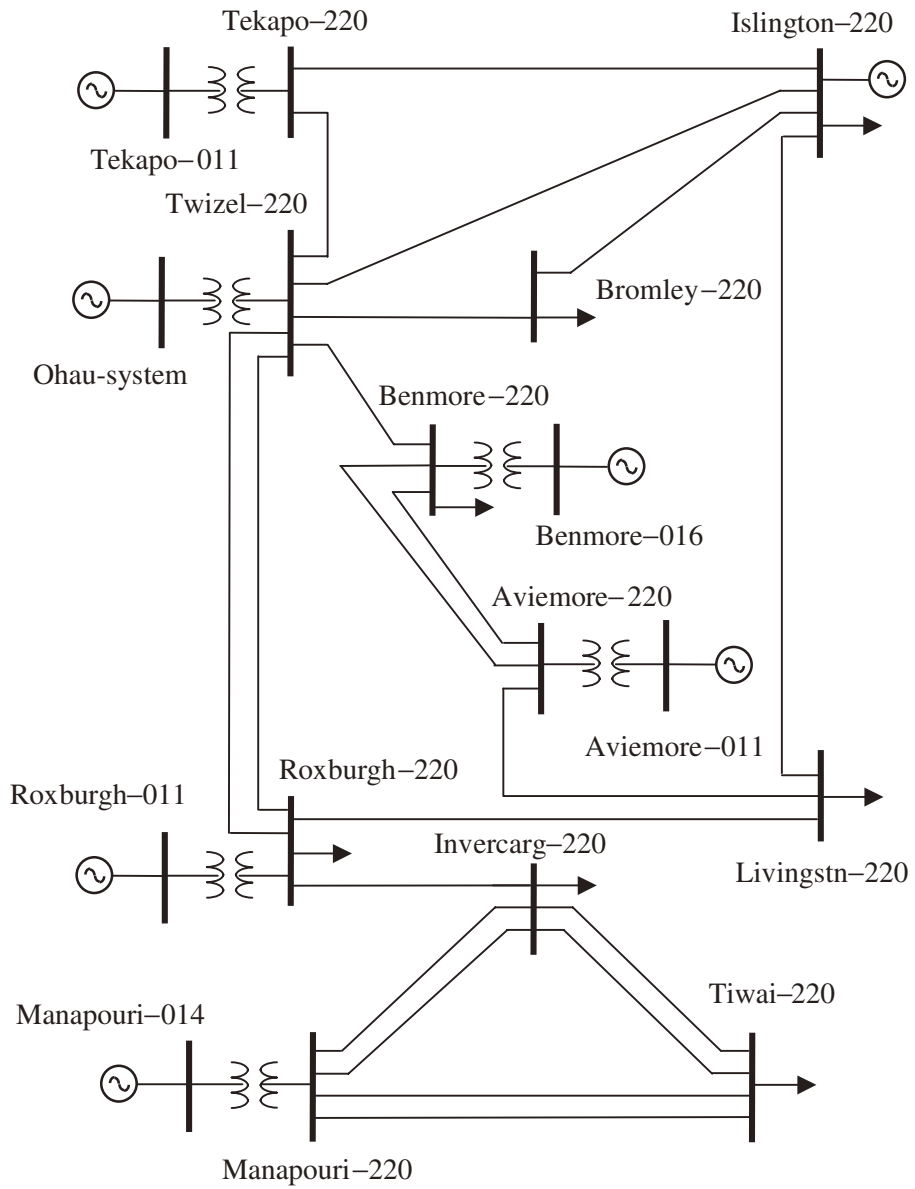 Tekapo−220
Islington−220
Tekapo−011
Twizel−220
Bromley−220
Ohau-system
Benmore−220
Benmore−016
Aviemore−220
Aviemore−011
Roxburgh−220
Roxburgh−011
Invercarg−220
Livingstn−220
Tiwai−220
Manapouri−014
Manapouri−220